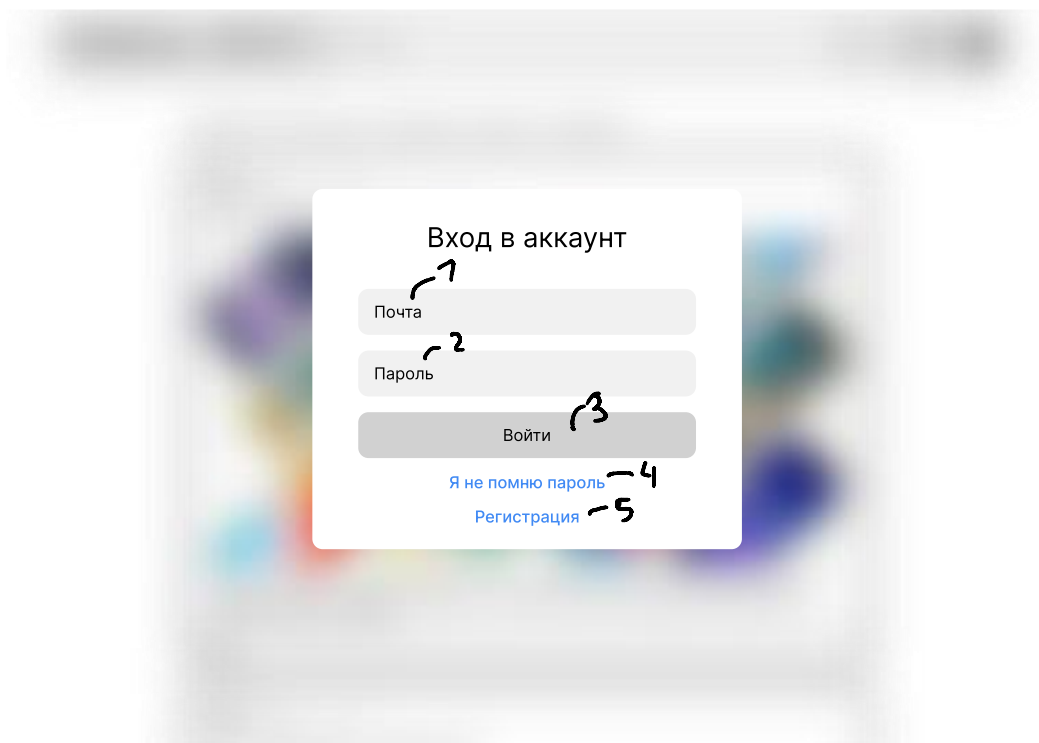 Вход в аккаунт
1
Почта
2
Пароль
3
Войти
Я не помню пароль 4
Регистрация 5